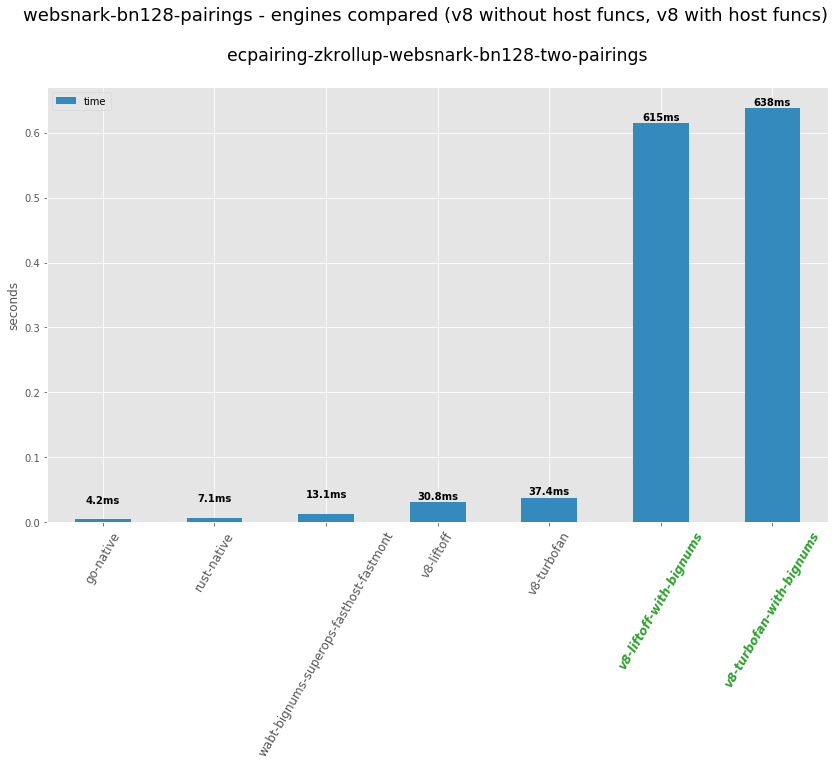 websnark-bn128-pairings - engines compared (v8 without host funcs, v8 with host funcs)
ecpairing-zkrollup-websnark-bn128-two-pairings
time
638ms
615ms
0.6
0.5
0.4
seconds
0.3
0.2
0.1
4.2ms
7.1ms
13.1ms
30.8ms
37.4ms
0.0
go-native
rust-native
wabt-bignums-superops-fasthost-fastmont
v8-liftoff
v8-turbofan
v8-liftoff-with-bignums
v8-turbofan-with-bignums